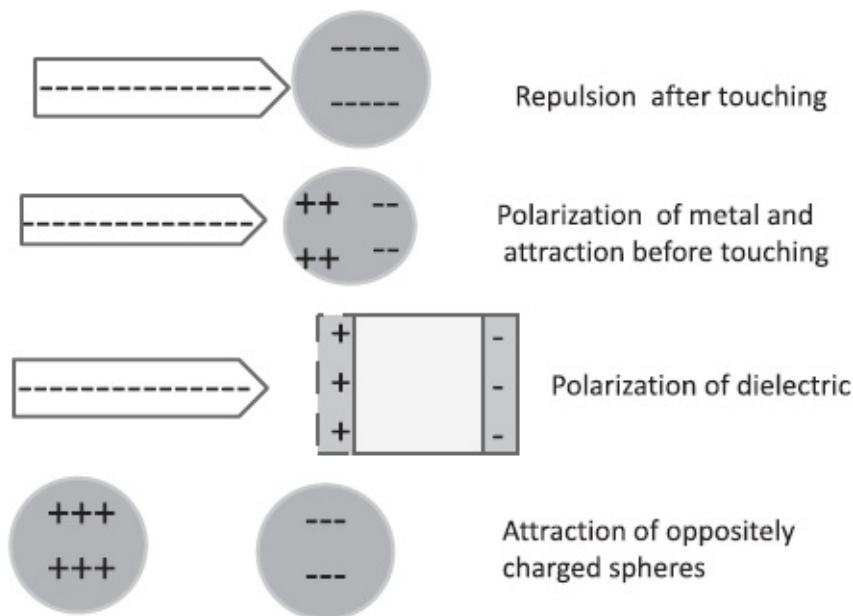 Repulsion after touching
Polarization of metal and
attraction before touching
Polarization of dielectric
Attraction of oppositely
charged spheres